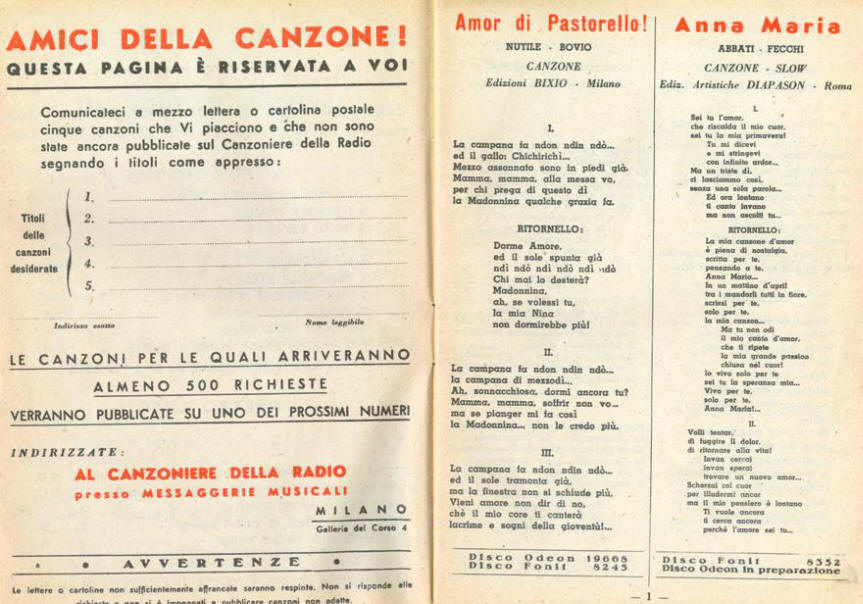 AMICI DELLA CANZONE!
QUESTA PAGINA È RISERVATA A VOI
Comunicateci a mezzo lettera o cartolina postale
cinque canzoni che Vi piacciono e che non sono
state ancora pubblicate sul Canzoniere della Radio
segnando i titoli come appresso:
Titoli
delle
canzoni
desiderate
1.
2.
3.
4.
5.
Indirizzo esatto
Nome leggibile
LE CANZONI PER LE QUALI ARRIVERANNO
ALMENO 500 RICHIESTE
VERRANNO PUBBLICATE SU UNO DEI PROSSIMI NUMERI
INDIRIZZATE:
AL CANZONIERE DELLA RADIO
presso MESSAGGERIE MUSICALI
MILANO
Galleria del Corso 4
AVVERTENZE
Le lettere o cartoline non sufficientemente affrancate saranno respinte. Non si risponde alle
richieste e non si è impegnati a pubblicare canzoni non adatte.
Amor di Pastorello!
NUTILE - BOVIO
CANZONE
Edizioni BIXIO - Milano
I.
La campana fa ndon ndin ndò...
ed il gallo: Chichirichì...
Mezzo assonnato sono in piedi già.
Mamma, mamma, alla messa vo,
per chi prega di questo dì
la Madonnina qualche grazia fa.
RITORNELLO:
Dorme Amore,
ed il sole spunta già
ndì ndò ndì ndò ndì ndò
Chi mai lo desterà?
Madonnina,
ah, se volessi tu,
la mia Nina
non dormirebbe più!
II.
La campana fa ndon ndin ndò...
la campana di mezzodì...
Ah, sonnacchiosa, dormi ancora tu?
Mamma, mamma, soffrir non vo...
ma se pianger mi fa così
la Madonnina... non le credo più.
III.
La campana fa ndon ndin ndò...
ed il sole tramonta già,
ma la finestra non si schiude più,
Vieni amore non dir di no,
chè il mio core ti canterà
lacrime e sogni della gioventù!...
Disco Odeon 19668
Disco Fonit 8245
Anna Maria
ABBATI - FECCHI
CANZONE - SLOW
Ediz. Artistiche DIAPASON - Roma
I.
Sei tu l'amor,
che riscalda il mio cuor,
sei tu la mia primavera!
Tu mi dicevi
e mi stringevi
con infinito ardor...
Ma un triste dì,
ci lasciammo così,
senza una sola parola...
Ed ora lontano
ti canto invano
ma non ascolti tu...
RITORNELLO:
La mia canzone d'amor
è piena di nostalgia,
scritta per te,
pensando a te,
Anna Maria...
In un mattino d'april
tra i mandorli tutti in fiore,
scrissi per te,
solo per te,
la mia canzon...
Ma tu non odi
il mio canto d'amor,
che ti ripete
la mia grande passion
chiusa nel cuor!
Io vivo solo per te
sei tu la speranza mia...
Vivo per te,
solo per te,
Anna Maria!...
II.
Volli tentar,
di fuggire il dolor,
di ritornare alla vita!
Invan cercai
invan sperai
trovare un nuovo amor...
Scherzai col cuor
per illudermi ancor
ma il mio pensiero è lontano
Ti vuole ancora
ti cerca ancora
perchè l'amore sei tu...
Disco Fonit 8352
Disco Odeon in preparazione
— 1 —